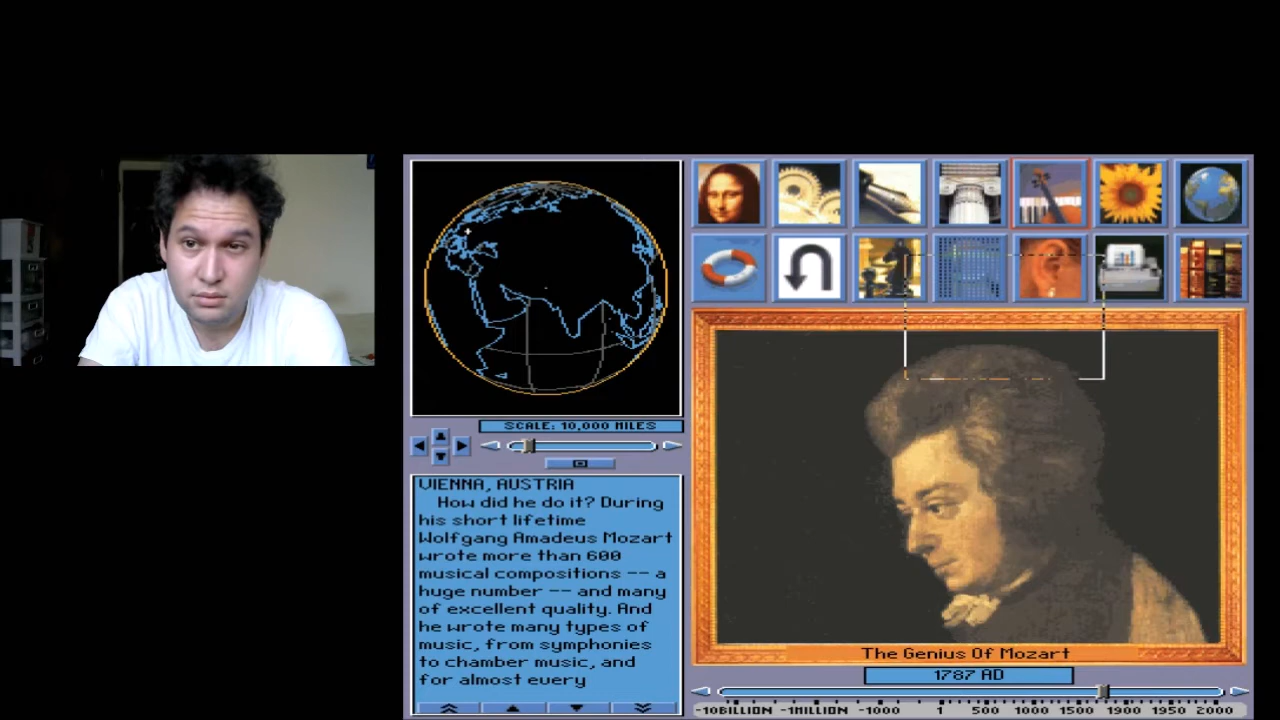 SCALE: 10,000 MILES
VIENNA, AUSTRIA
How did he do it? During
his short lifetime
Wolfgang Amadeus Mozart
wrote more than 600
musical compositions -- a
huge number -- and many
of excellent quality. And
he wrote many types of
music, from symphonies
to chamber music, and
for almost every
The Genius Of Mozart
1787 AD
-10BILLION -1MILLION -1000 1 500 1000 1500 1900 1950 2000